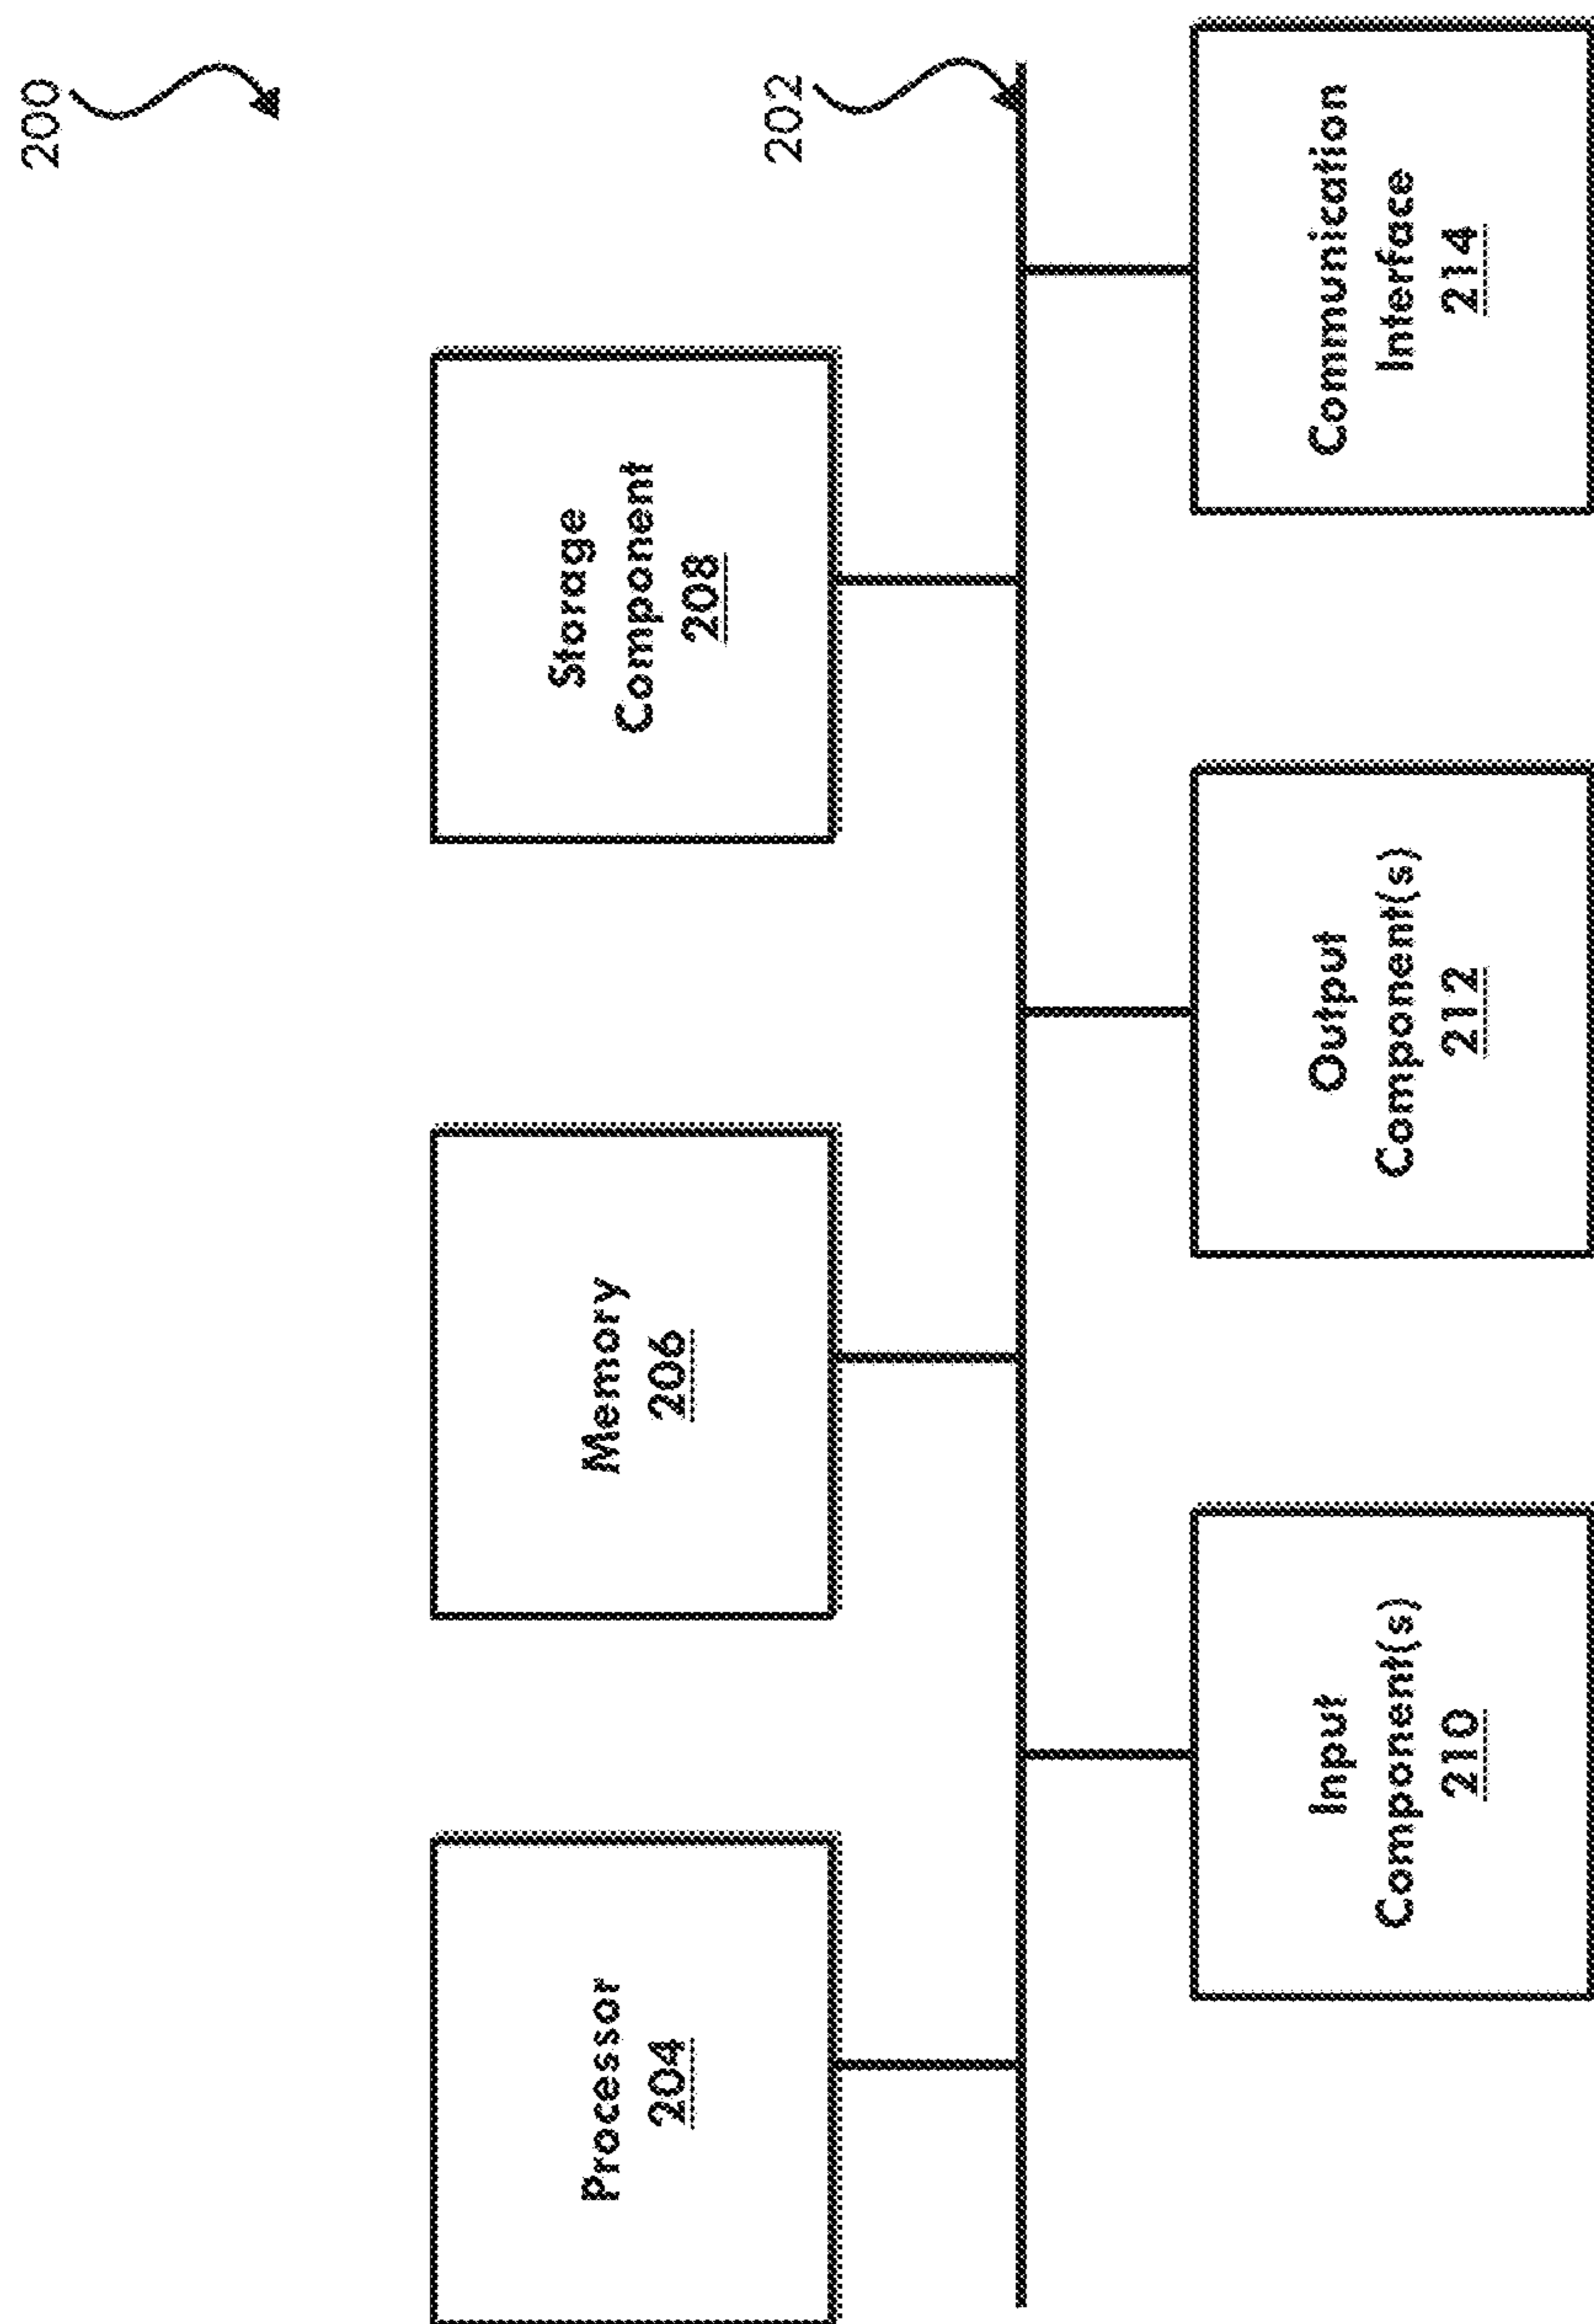 200
Processor
204
Memory
206
Storage
Component
208
202
Input
Component(s)
210
Output
Component(s)
212
Communication
Interface
214